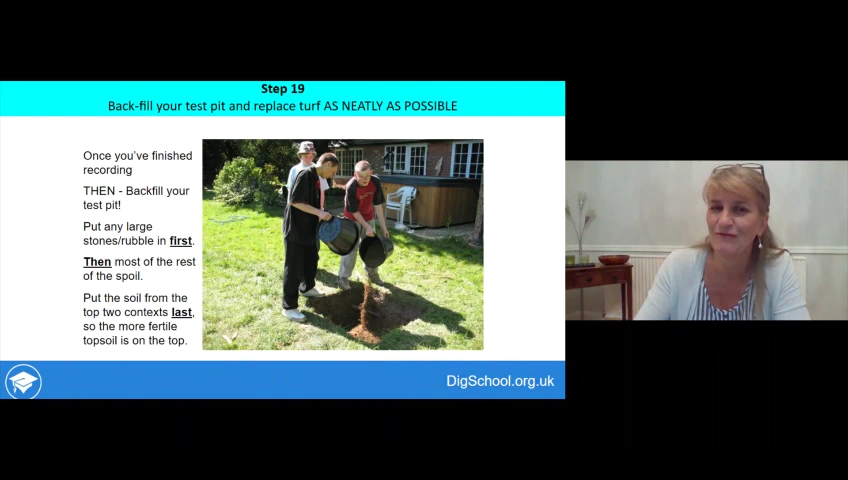 Step 19
Back-fill your test pit and replace turf AS NEATLY AS POSSIBLE
Once you've finished
recording
THEN - Backfill your
test pit!
Put any large
stones/rubble in first.
Then most of the rest
of the spoil.
Put the soil from the
top two contexts last,
so the more fertile
topsoil is on the top.
DigSchool.org.uk